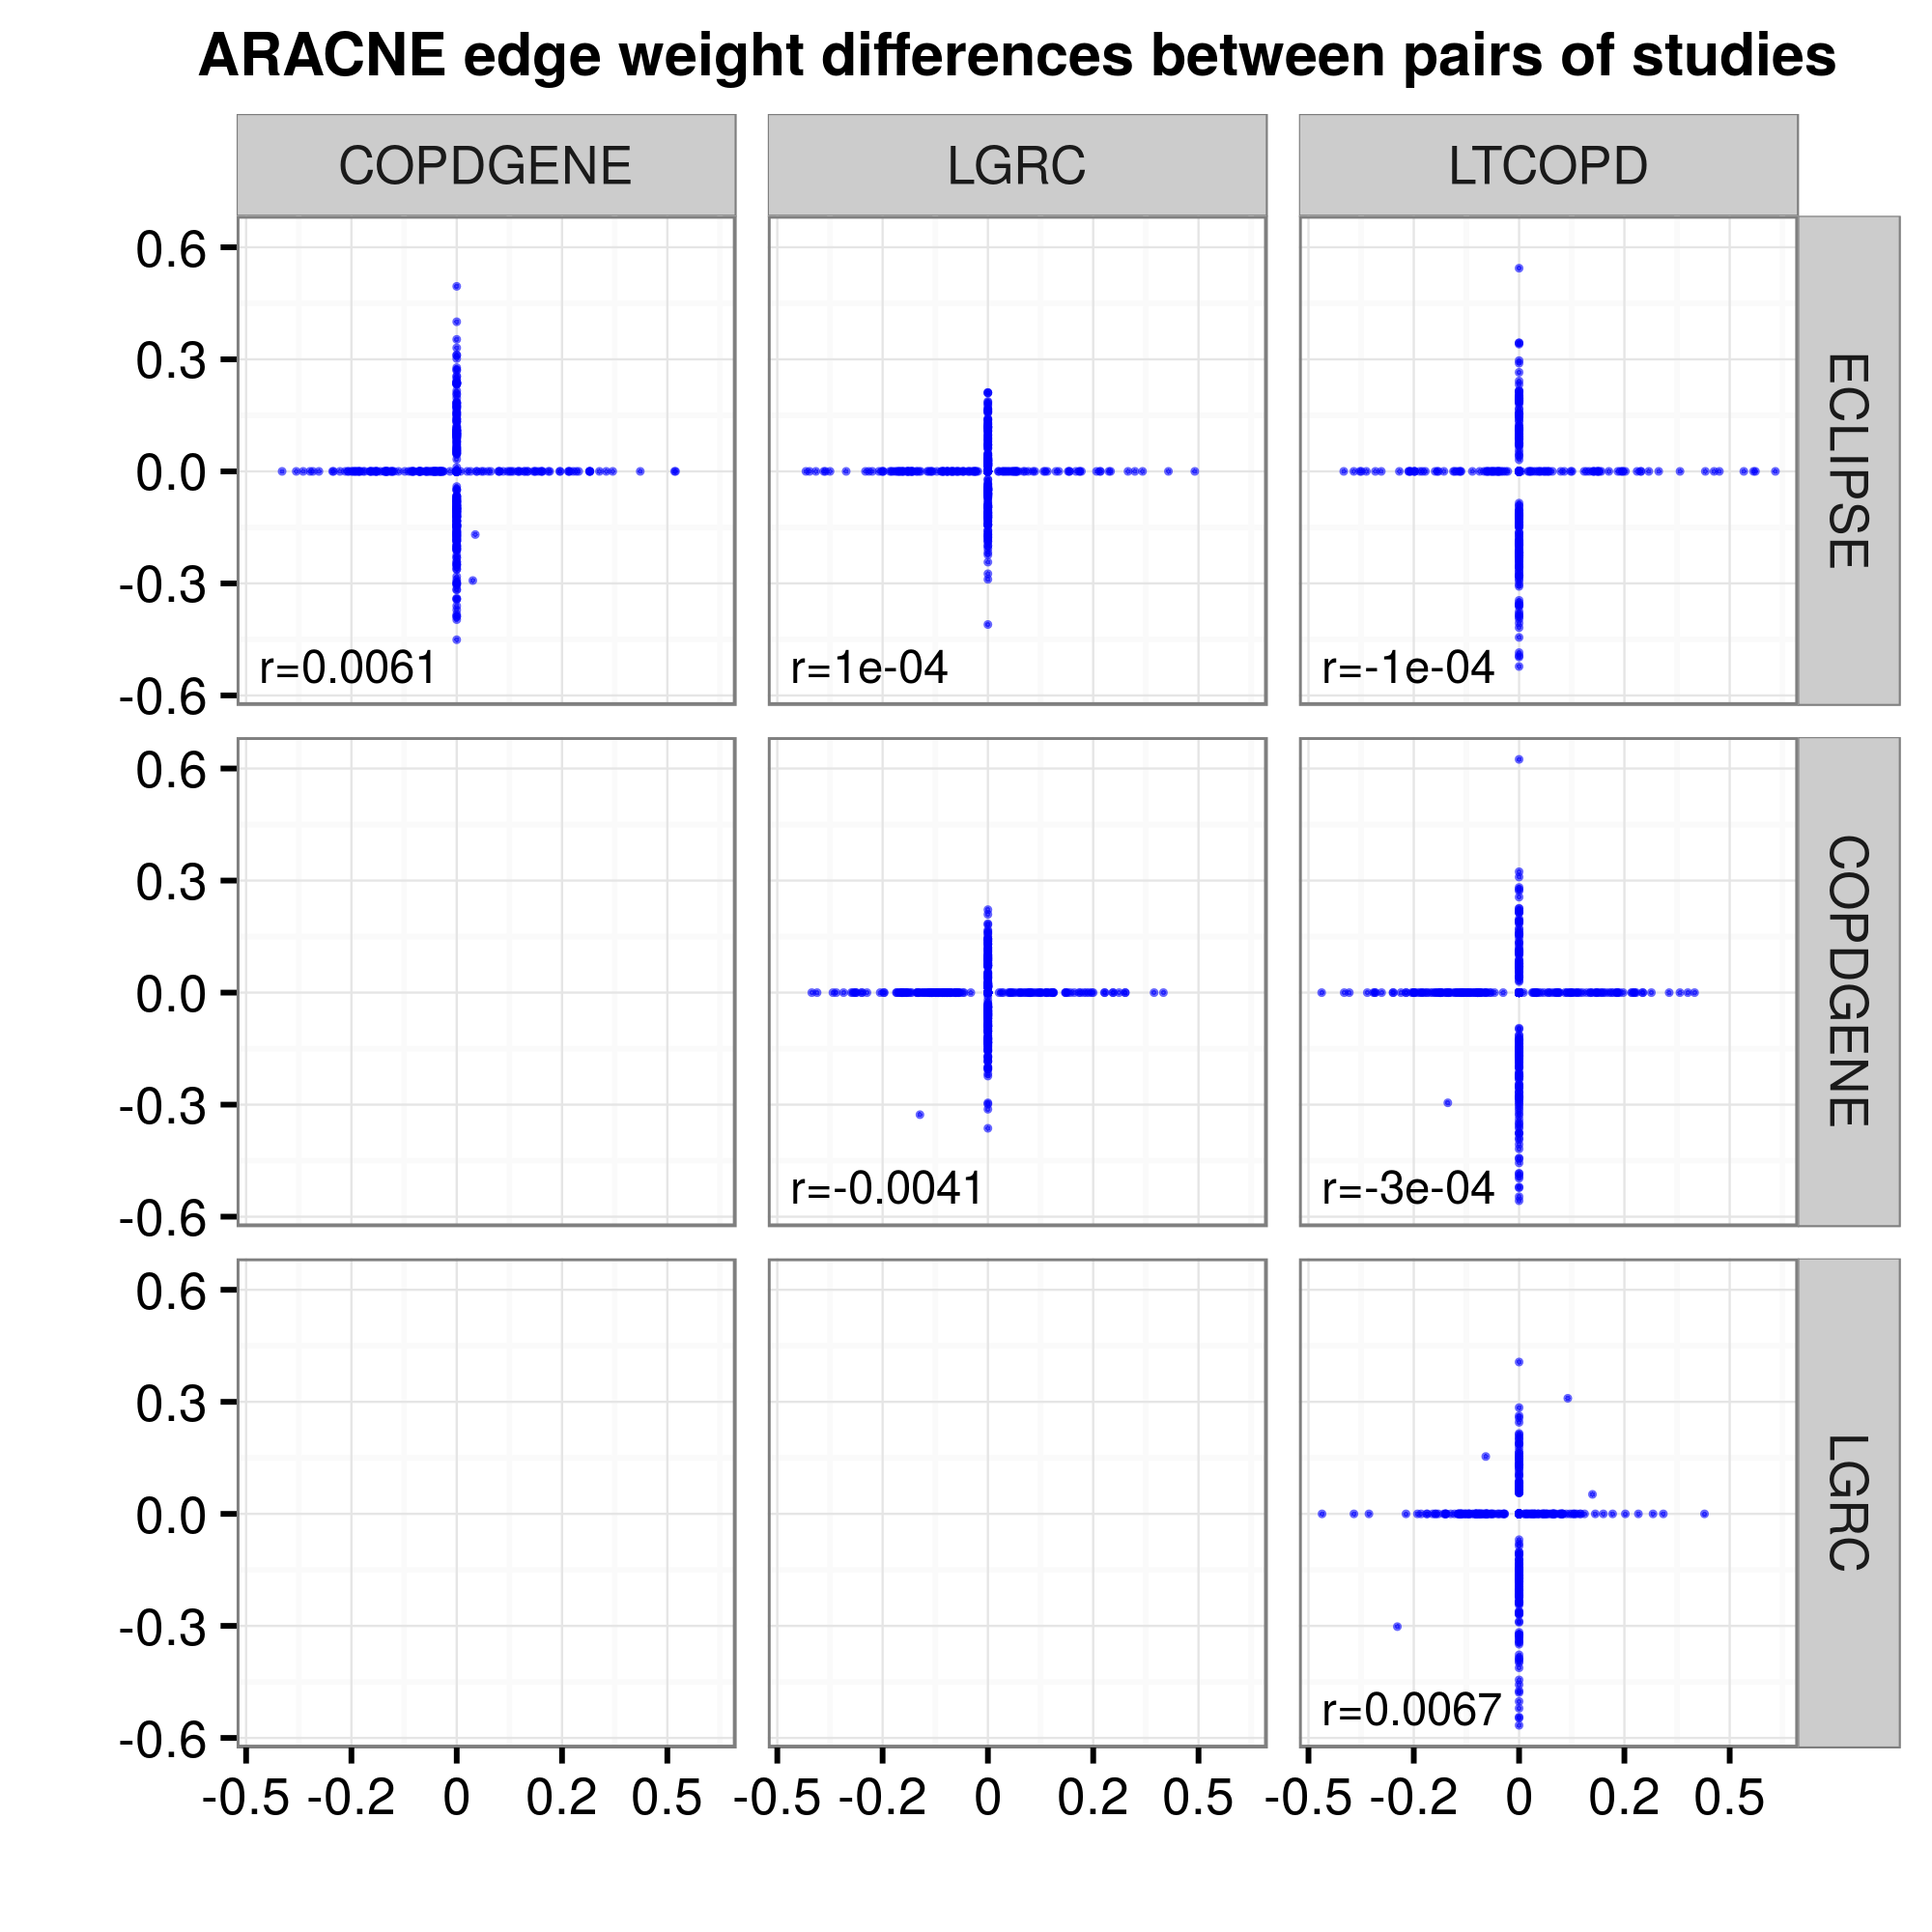 ARACNE edge weight differences between pairs of studies
COPDGENE LGRC LTCOPD
0.6
0.3
0.0
-0.3
-0.6
r=0.0061 r=1e-04 r=-1e-04
ECLIPSE
0.6
0.3
0.0
-0.3
-0.6
r=-0.0041 r=-3e-04
COPDGENE
0.6
0.3
0.0
-0.3
-0.6
r=0.0067
LGRC
-0.5 -0.2 0 0.2 0.5 -0.5 -0.2 0 0.2 0.5 -0.5 -0.2 0 0.2 0.5